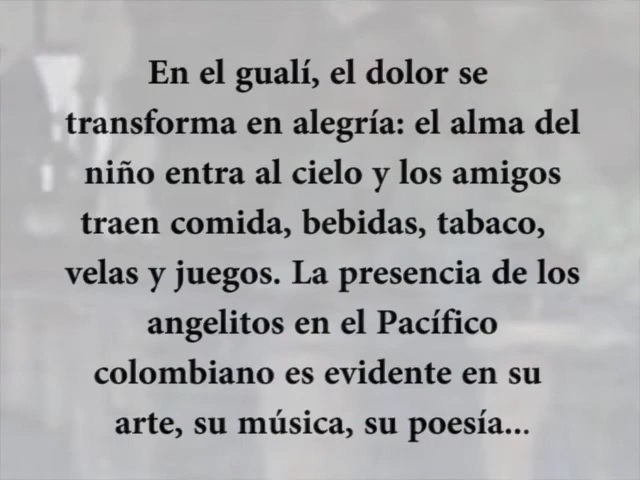 En el gualí, el dolor se
transforma en alegría: el alma del
niño entra al cielo y los amigos
traen comida, bebidas, tabaco,
velas y juegos. La presencia de los
angelitos en el Pacífico
colombiano es evidente en su
arte, su música, su poesía...